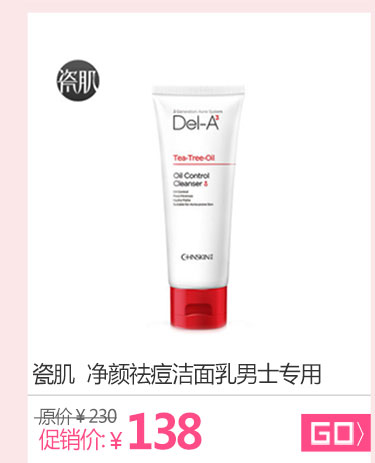 瓷肌
Del-A³
Tea-Tree-Oil
Oil Control
Cleanser
瓷肌 净颜祛痘洁面乳男士专用
原价¥230
促销价:¥138
GO〉